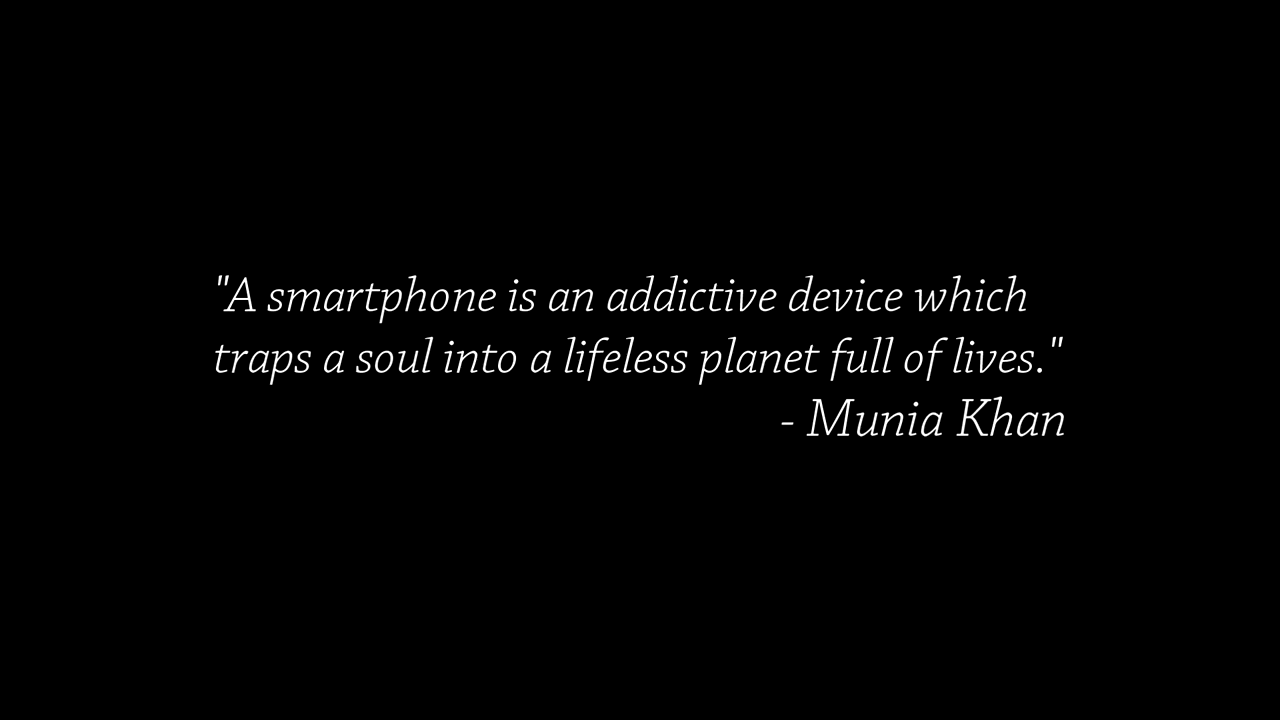 "A smartphone is an addictive device which
traps a soul into a lifeless planet full of lives."
- Munia Khan